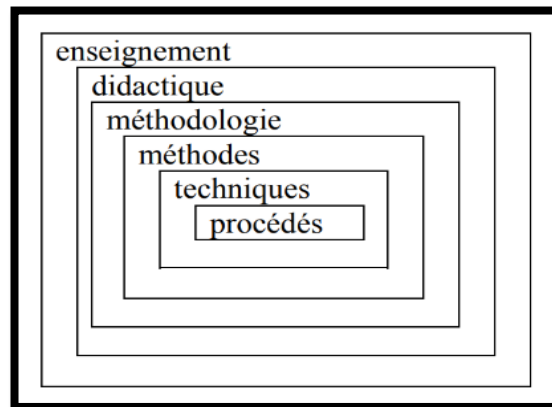 enseignement
didactique
méthodologie
méthodes
techniques
procédés